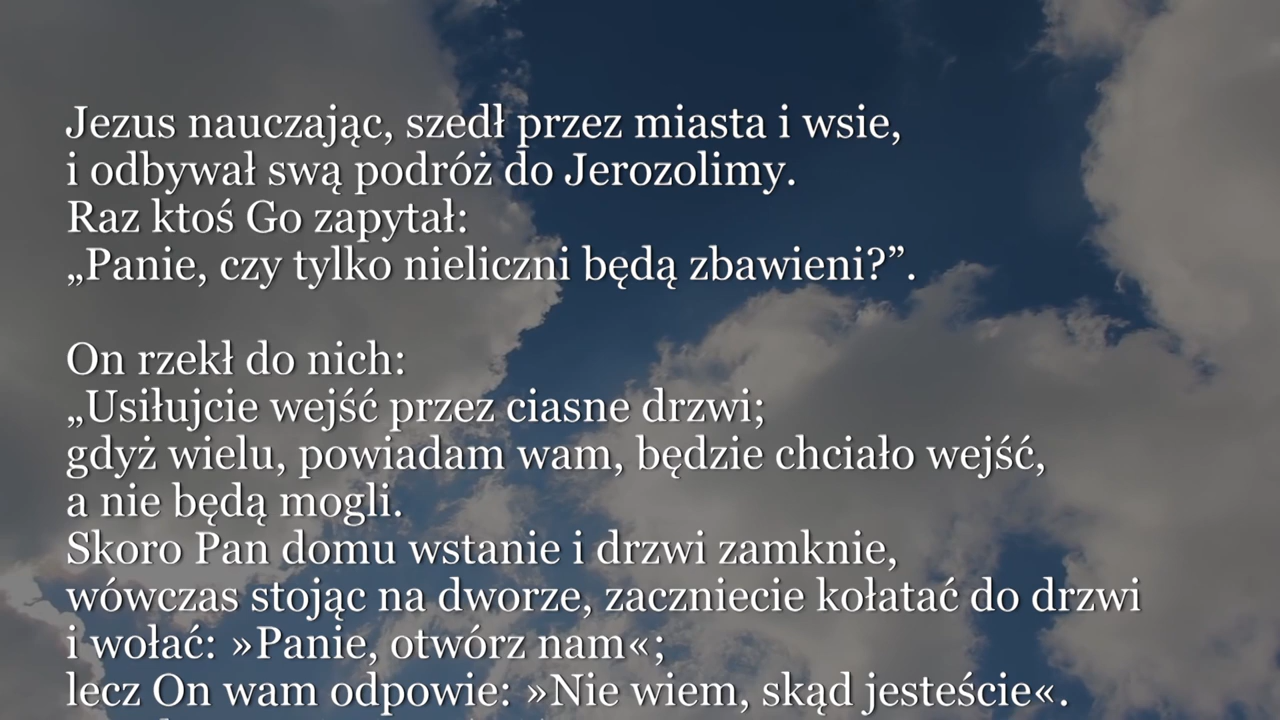 Jezus nauczając, szedł przez miasta i wsie,
i odbywał swą podróż do Jerozolimy.
Raz ktoś Go zapytał:
„Panie, czy tylko nieliczni będą zbawieni?”.
On rzekł do nich:
„Usiłujcie wejść przez ciasne drzwi;
gdyż wielu, powiadam wam, będzie chciało wejść,
a nie będą mogli.
Skoro Pan domu wstanie i drzwi zamknie,
wówczas stojąc na dworze, zaczniecie kołatać do drzwi
i wołać: »Panie, otwórz nam«;
lecz On wam odpowie: »Nie wiem, skąd jesteście«.